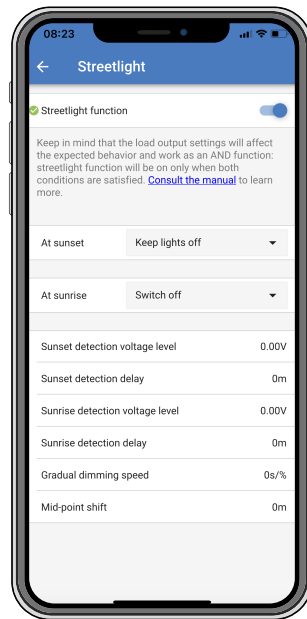 08:23
Streetlight
Streetlight function
Keep in mind that the load output settings will affect
the expected behavior and work as an AND function:
streetlight function will be on only when both
conditions are satisfied. Consult the manual to learn
more.
At sunset Keep lights off
At sunrise Switch off
Sunset detection voltage level 0.00V
Sunset detection delay 0m
Sunrise detection voltage level 0.00V
Sunrise detection delay 0m
Gradual dimming speed 0s/%
Mid-point shift 0m